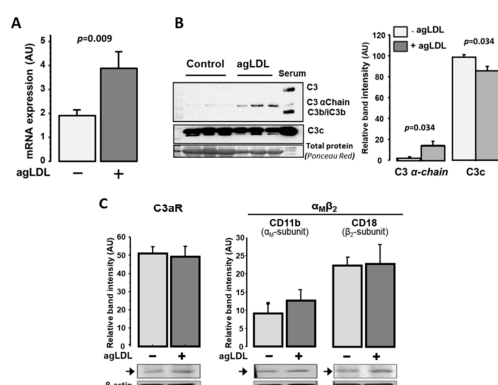 A
p=0.009
mRNA expression (AU)
5
4
3
2
1
0
agLDL
−
+
B
Control
agLDL
Serum
C3
C3 αChain
C3b/iC3b
C3c
Total protein
(Ponceau Red)
- agLDL
+ agLDL
Relative band intensity (AU)
120
100
80
60
40
20
0
p=0.034
p=0.034
C3 α-chain
C3c
C
C3aR
αMβ2
CD11b
(αM-subunit)
CD18
(β2-subunit)
Relative band intensity (AU)
60
50
40
30
20
10
0
Relative band intensity (AU)
30
25
20
15
10
5
0
agLDL
−
+
agLDL
−
+
−
+
β-actin